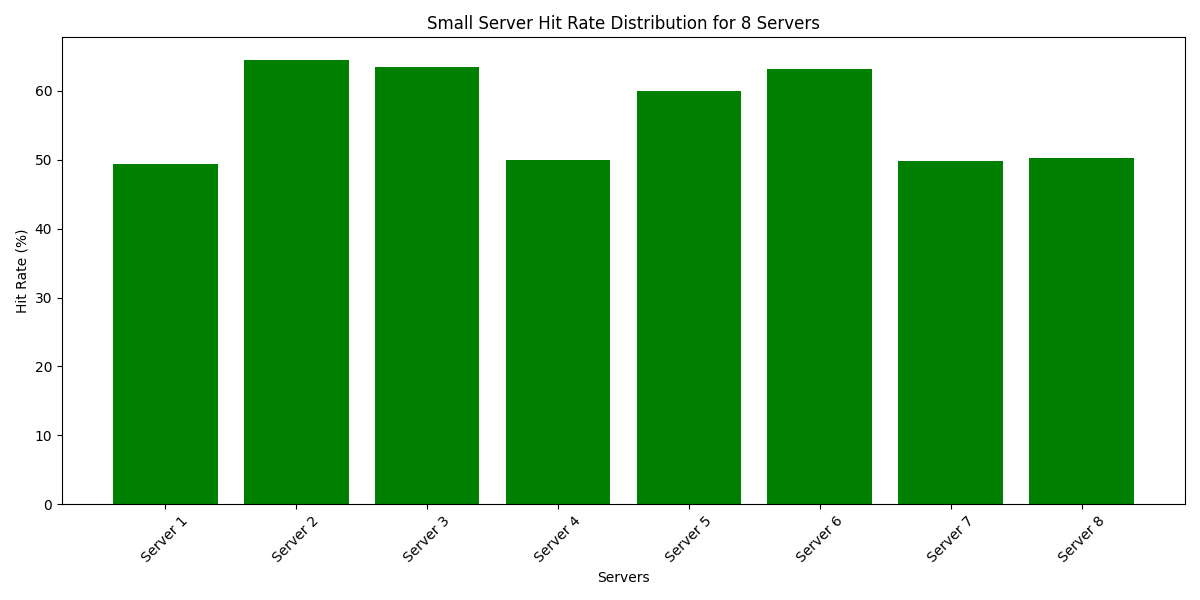 Small Server Hit Rate Distribution for 8 Servers
Hit Rate (%)
60
50
40
30
20
10
0
Server 1
Server 2
Server 3
Server 4
Server 5
Server 6
Server 7
Server 8
Servers